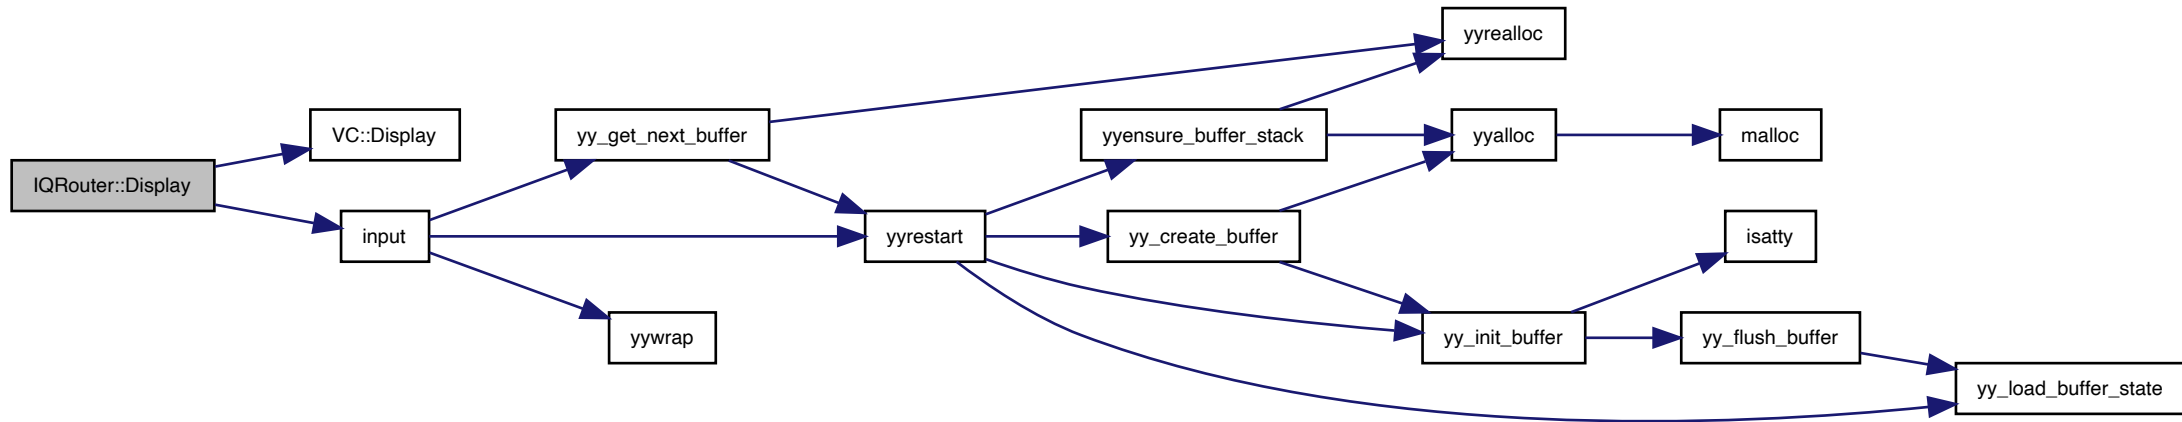 IQRouter::Display
VC::Display
input
yy_get_next_buffer
yywrap
yyrestart
yyensure_buffer_stack
yy_create_buffer
yyrealloc
yyalloc
yy_init_buffer
malloc
isatty
yy_flush_buffer
yy_load_buffer_state